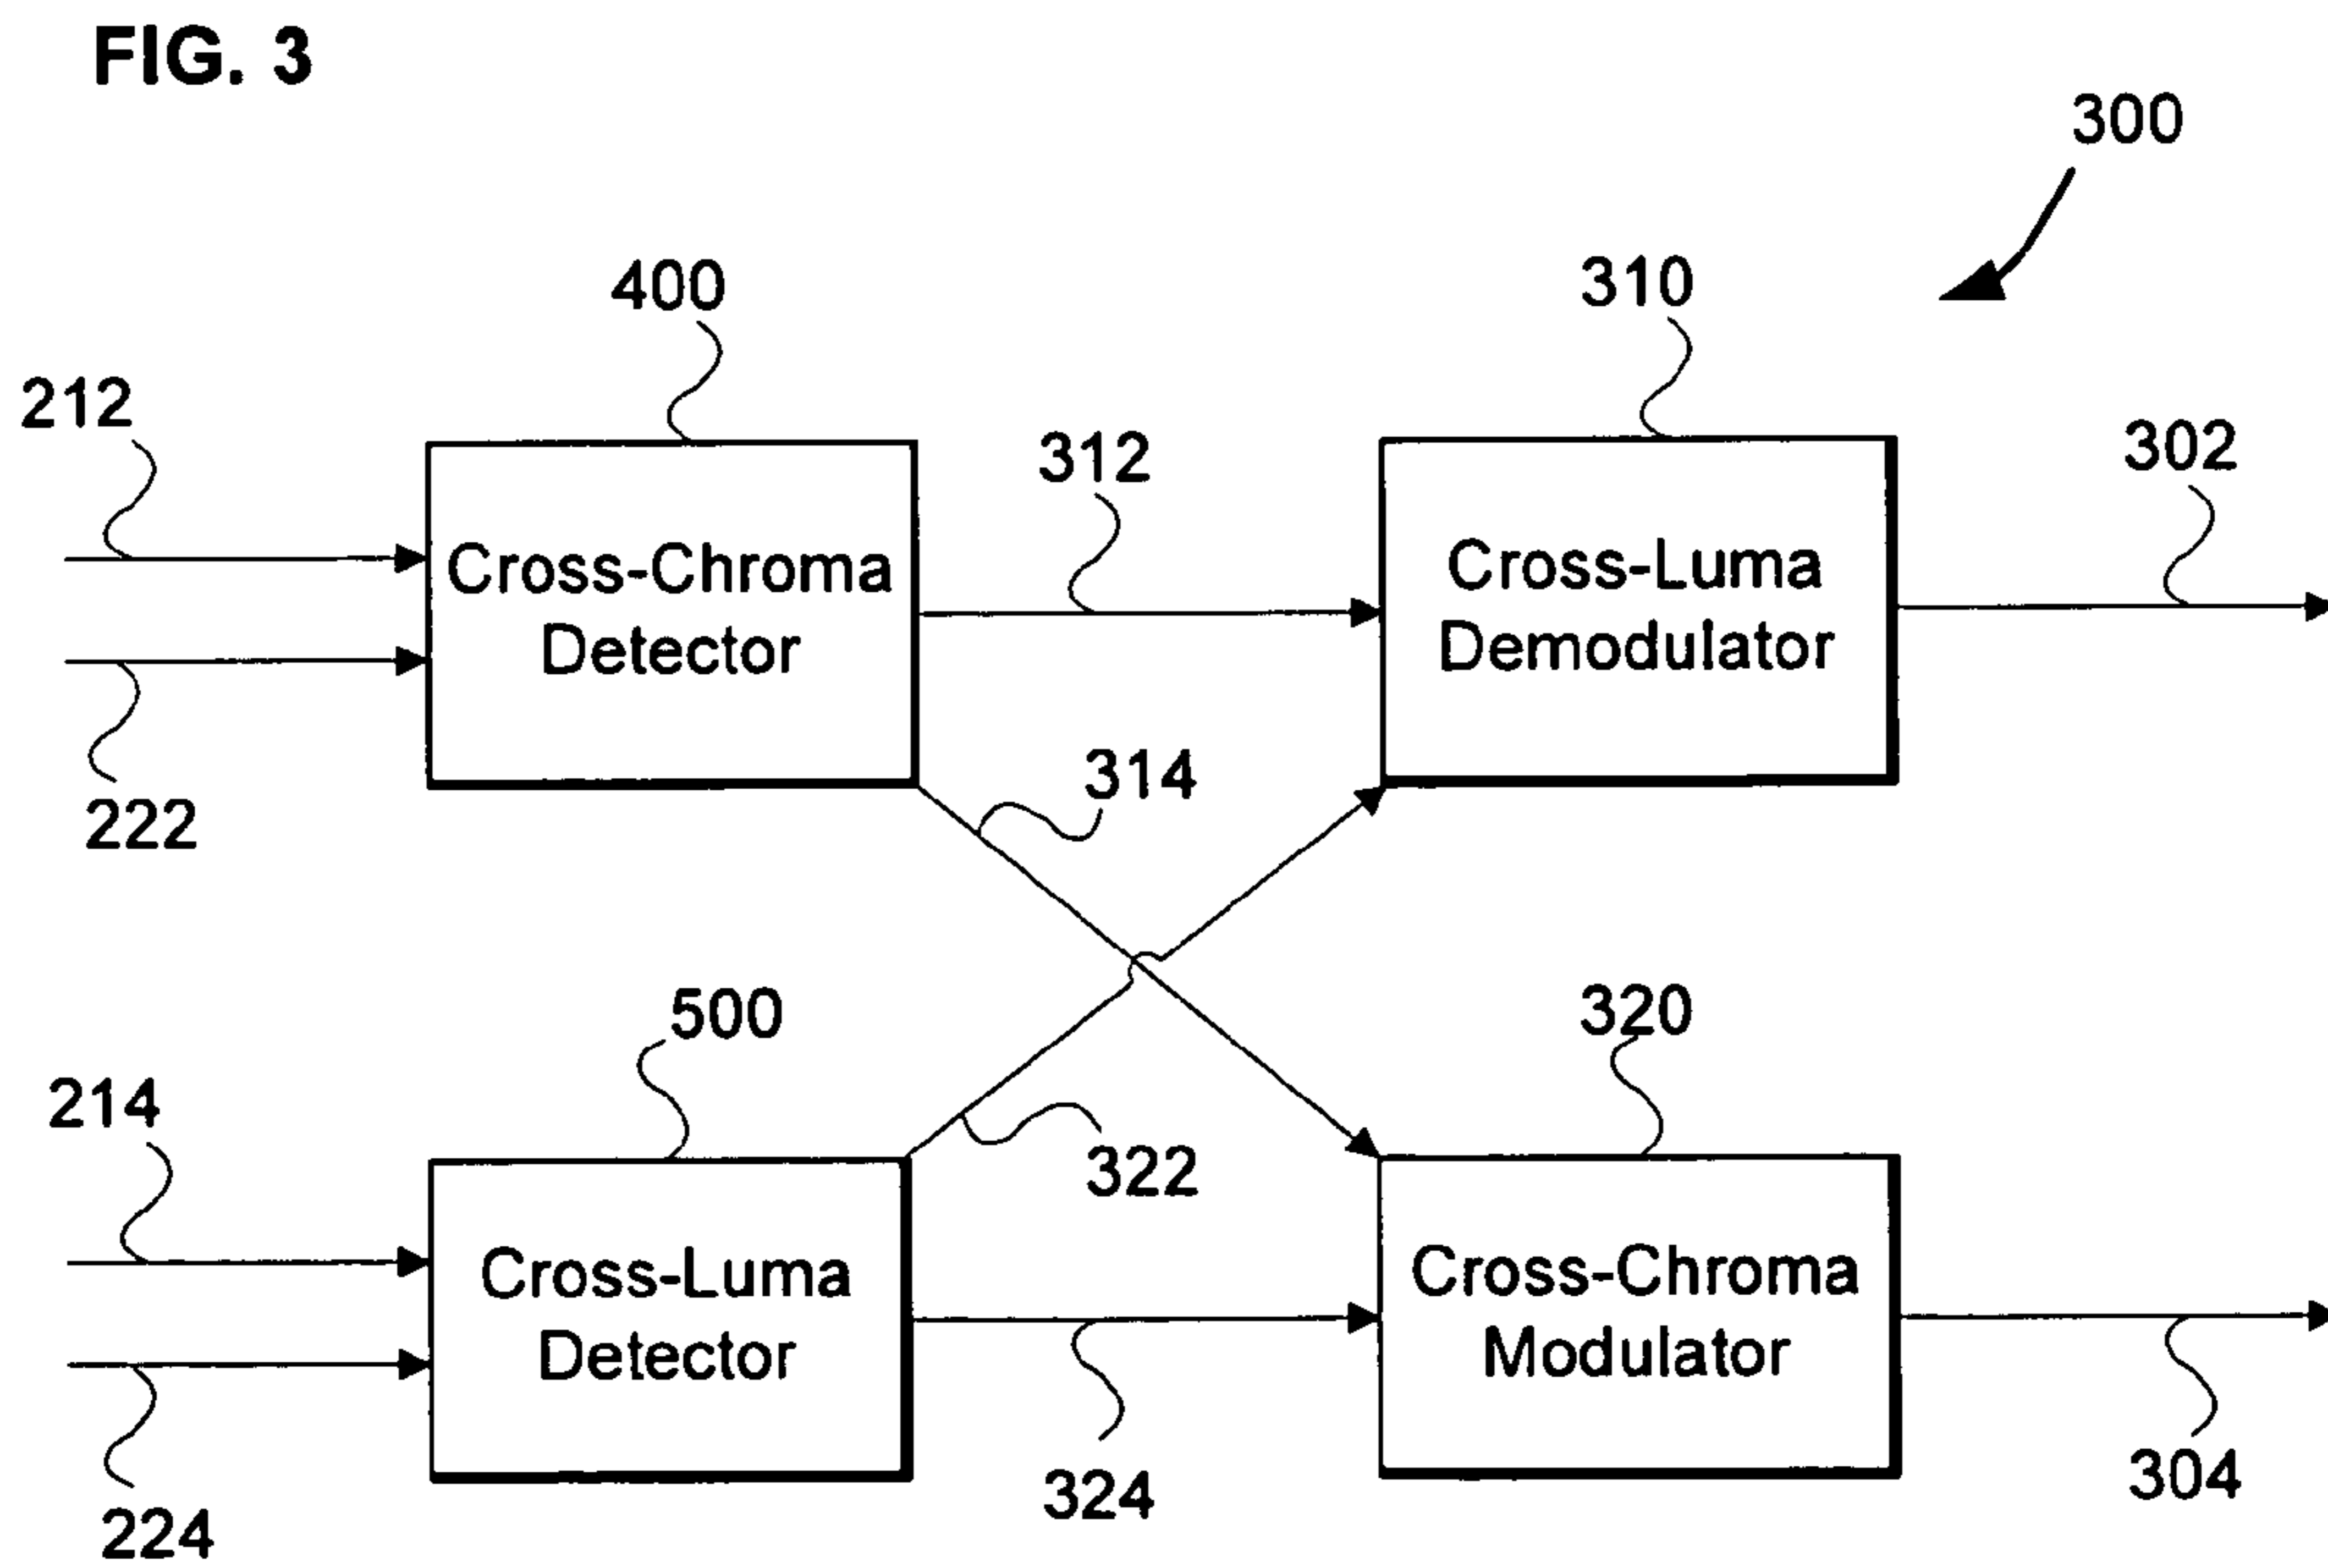 FIG. 3
300
400
310
212
312
302
Cross-Chroma
Detector
Cross-Luma
Demodulator
222
314
500
320
214
322
Cross-Luma
Detector
Cross-Chroma
Modulator
224
324
304